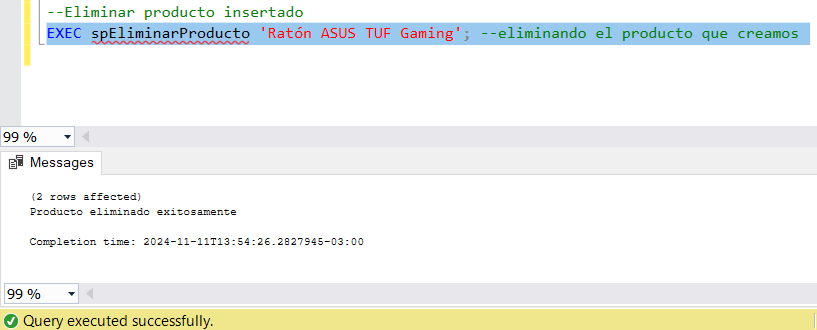 --Eliminar producto insertado
EXEC spEliminarProducto 'Ratón ASUS TUF Gaming'; --eliminando el producto que creamos
99 %
Messages
(2 rows affected)
Producto eliminado exitosamente
Completion time: 2024-11-11T13:54:26.2827945-03:00
99 %
Query executed successfully.